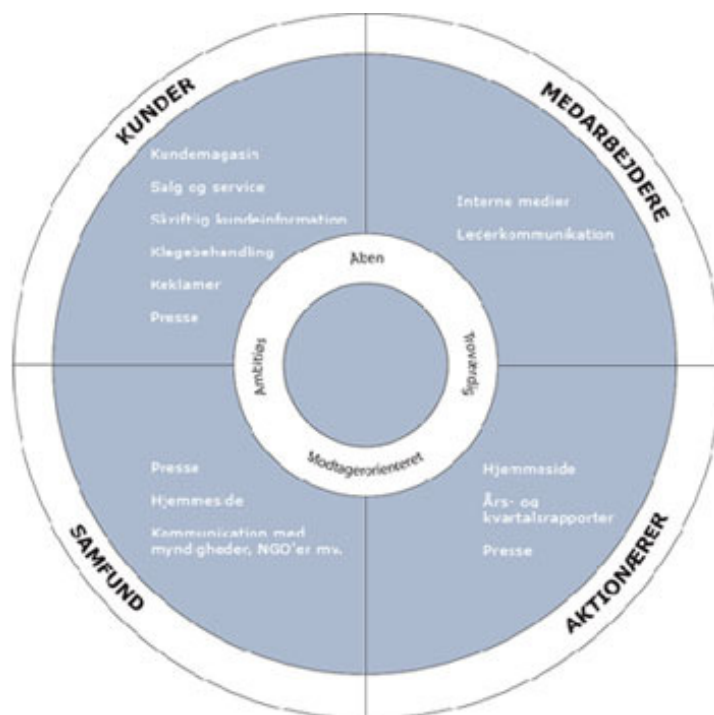 KUNDER
Kundemagasin
Salg og service
Skriftlig kundeinformation
Klagebehandling
Reklamer
Presse
MEDARBEJDERE
Interne medier
Lederkommunikation
Åben
Troværdig
Modtagerorienteret
Ambitiøs
SAMFUND
Presse
Hjemmeside
Kommunikation med
myndigheder, NGO'er mv.
AKTIONÆRER
Hjemmeside
Års- og
kvartalsrapporter
Presse